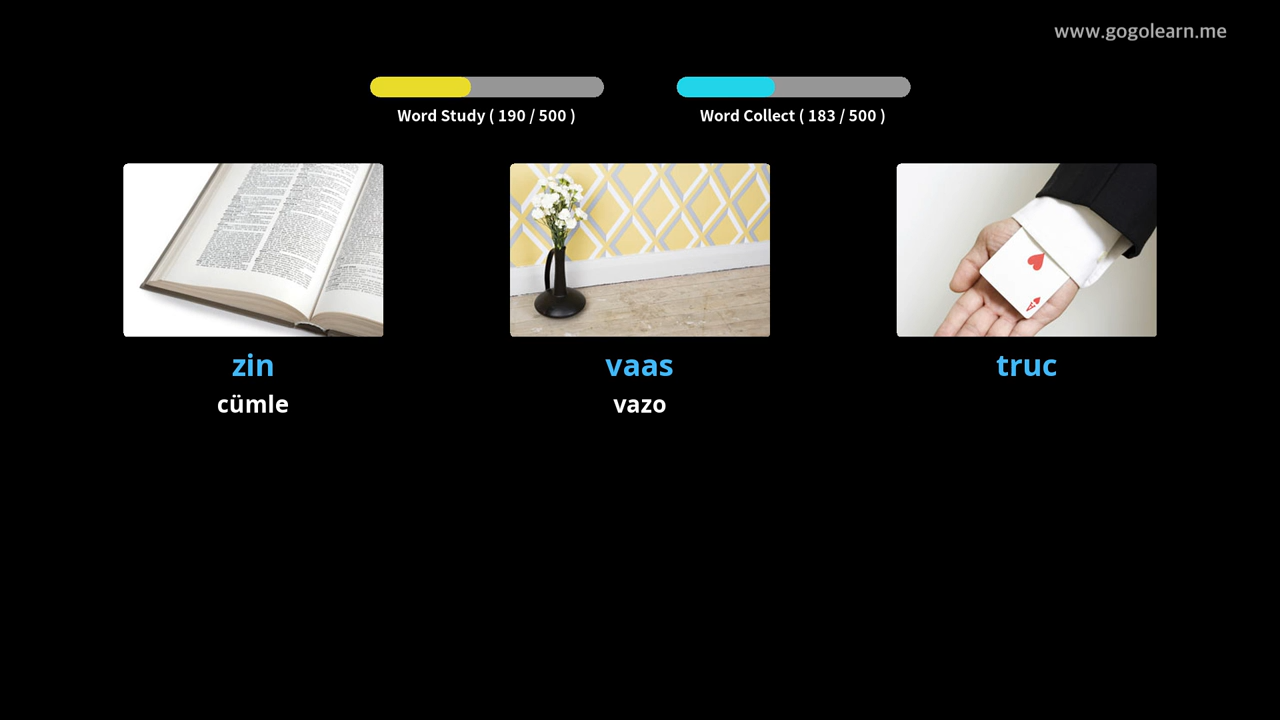 www.gogolearn.me
Word Study ( 190 / 500 )
Word Collect ( 183 / 500 )
zin
vaas
truc
cümle
vazo